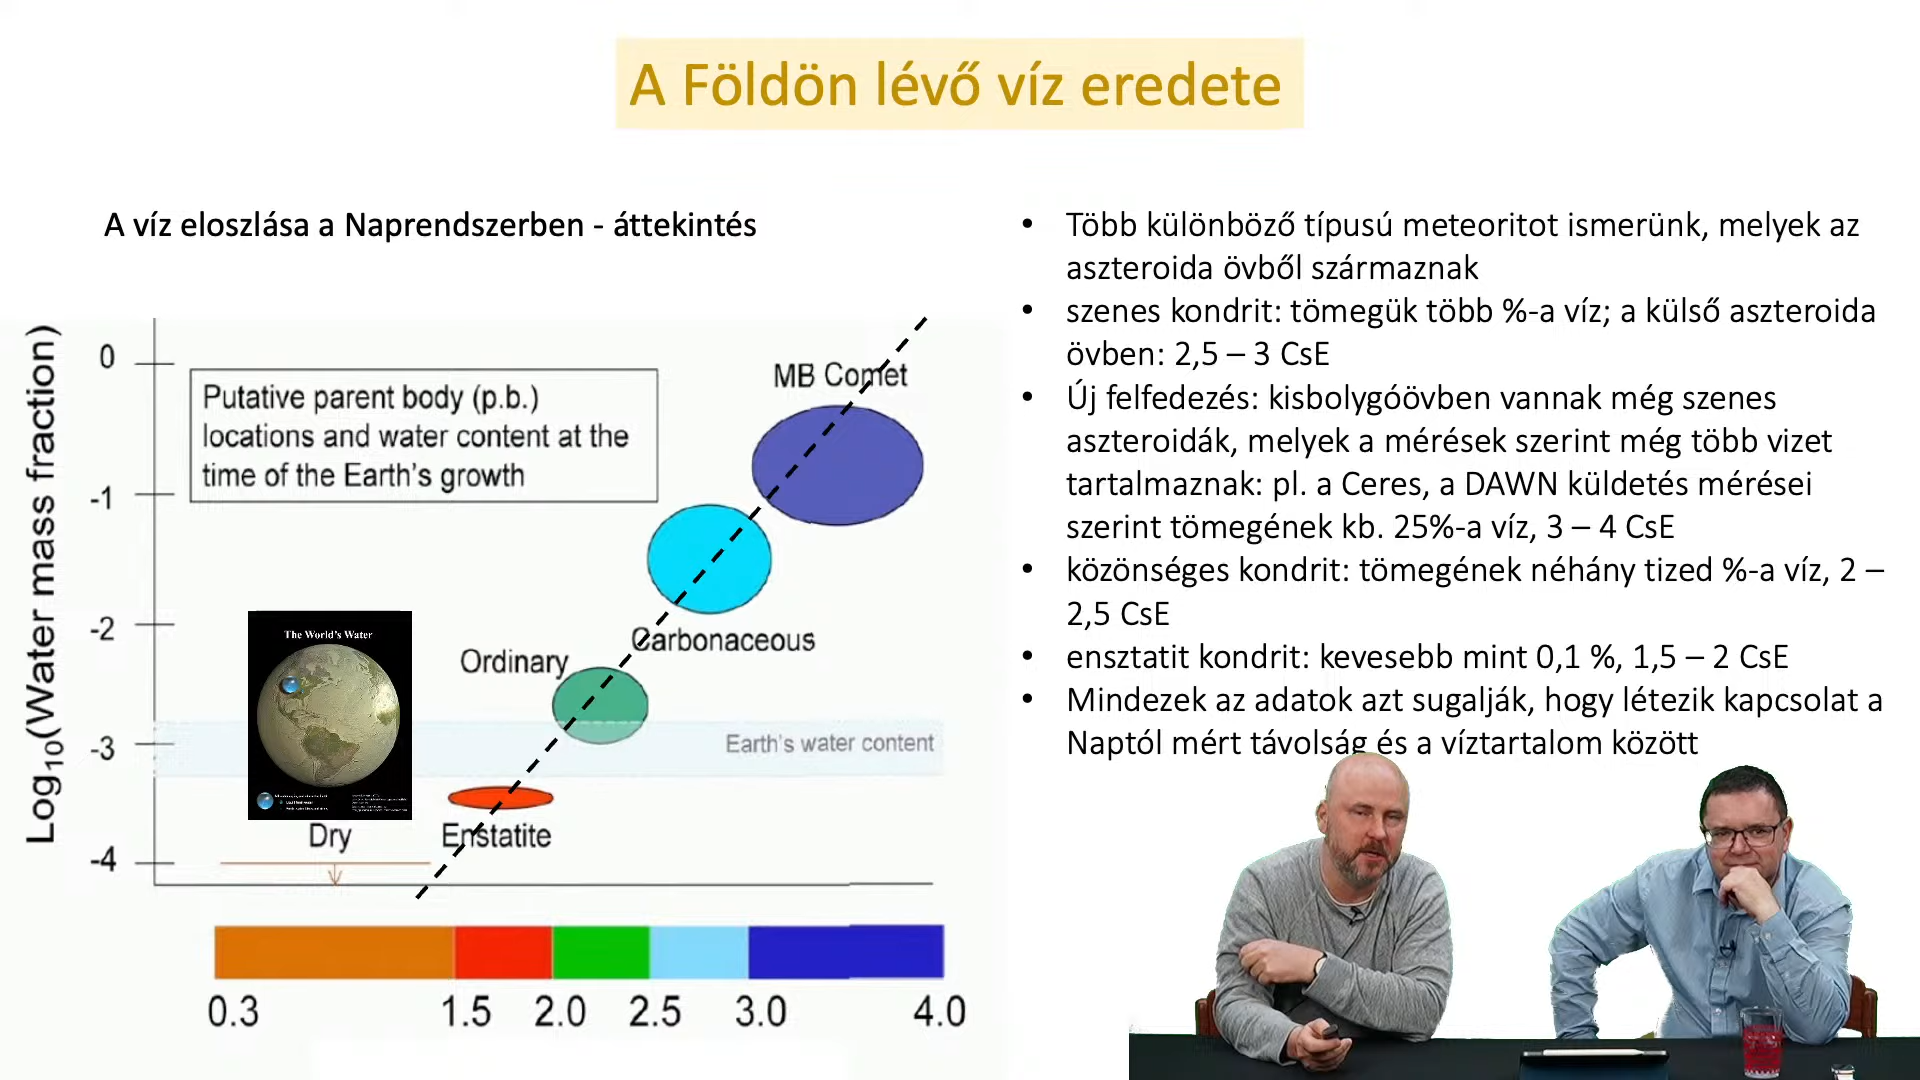 A Földön lévő víz eredete
A víz eloszlása a Naprendszerben - áttekintés
Log10(Water mass fraction)
0
-1
-2
-3
-4
Putative parent body (p.b.)
locations and water content at the
time of the Earth's growth
MB Comet
Carbonaceous
Ordinary
Earth's water content
Enstatite
The World's Water
Dry
0.3
1.5
2.0
2.5
3.0
4.0
• Több különböző típusú meteoritot ismerünk, melyek az
aszteroida övből származnak
• szenes kondrit: tömegük több %-a víz; a külső aszteroida
övben: 2,5 – 3 CsE
• Új felfedezés: kisbolygóövben vannak még szenes
aszteroidák, melyek a mérések szerint még több vizet
tartalmaznak: pl. a Ceres, a DAWN küldetés mérései
szerint tömegének kb. 25%-a víz, 3 – 4 CsE
• közönséges kondrit: tömegének néhány tized %-a víz, 2 –
2,5 CsE
• ensztatit kondrit: kevesebb mint 0,1 %, 1,5 – 2 CsE
• Mindezek az adatok azt sugalják, hogy létezik kapcsolat a
Naptól mért távolság és a víztartalom között